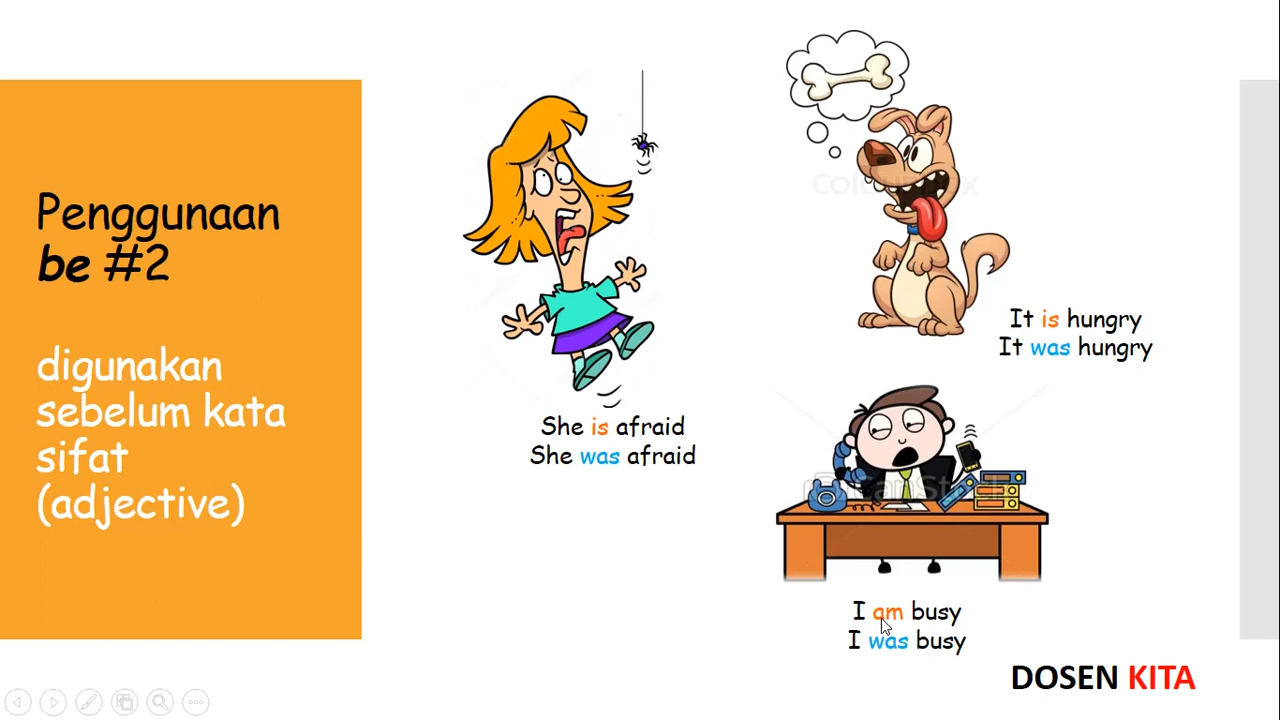 Penggunaan
be #2
digunakan
sebelum kata
sifat
(adjective)
She is afraid
She was afraid
It is hungry
It was hungry
I am busy
I was busy
DOSEN KITA